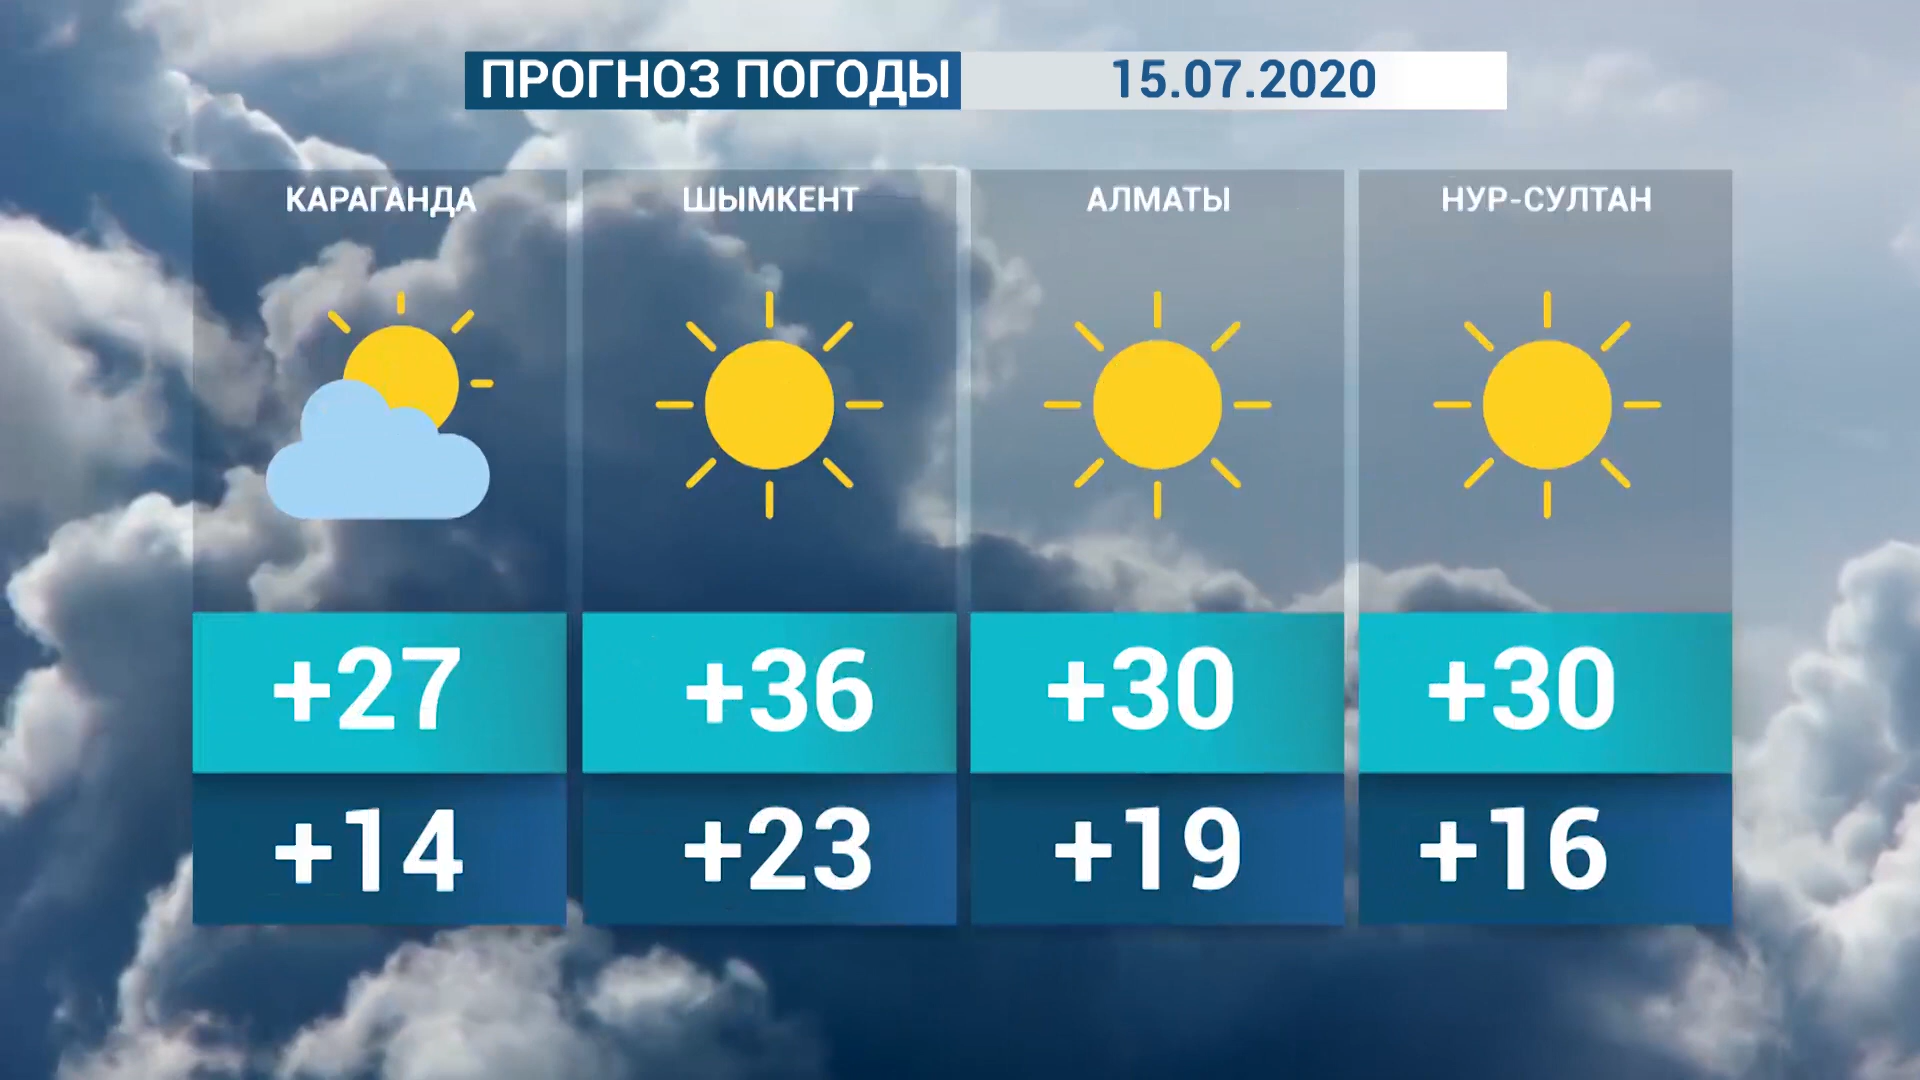 ПРОГНОЗ ПОГОДЫ 15.07.2020
КАРАГАНДА
+27
+14
ШЫМКЕНТ
+36
+23
АЛМАТЫ
+30
+19
НУР-СУЛТАН
+30
+16